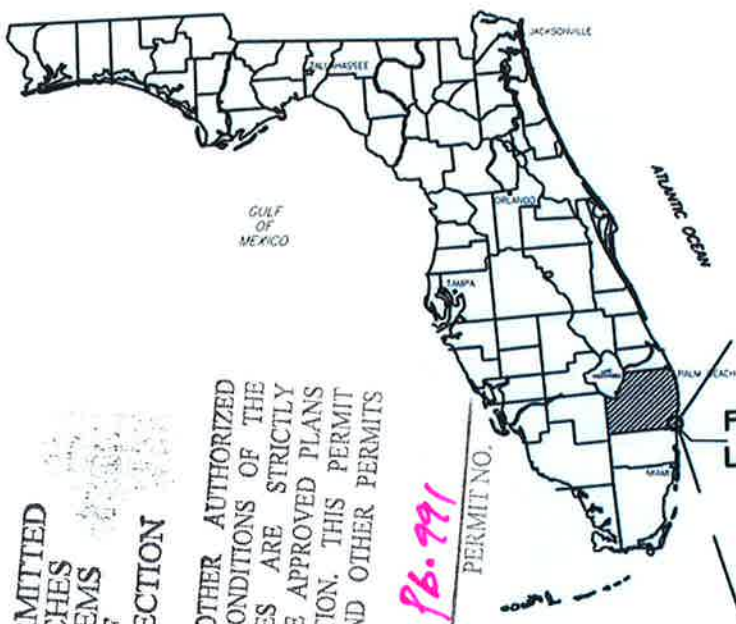 JACKSONVILLE
TALLAHASSEE
ATLANTIC OCEAN
GULF
OF
MEXICO
ORLANDO
TAMPA
PALM BEACH
MIAMI
F
L
MITTED
CHES
EMS
ECTION
OTHER AUTHORIZED
ONDITIONS OF THE
ES ARE STRICTLY
E APPROVED PLANS
TION. THIS PERMIT
ND OTHER PERMITS
PB-991
PERMIT NO.